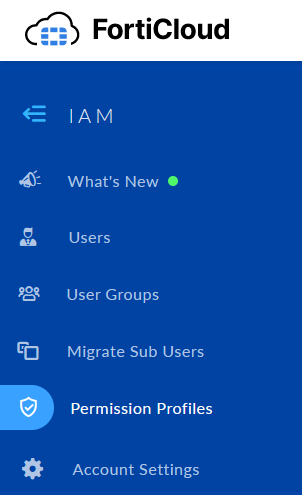 FortiCloud
IAM
What's New
Users
User Groups
Migrate Sub Users
Permission Profiles
Account Settings